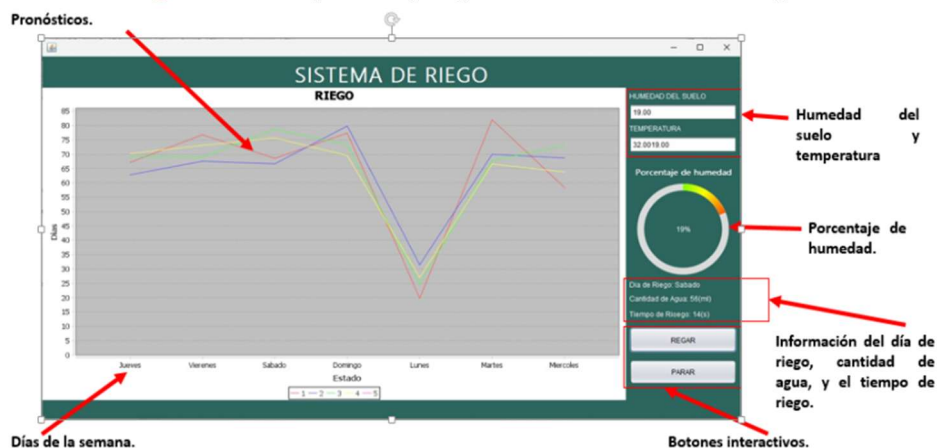 Pronósticos.
SISTEMA DE RIEGO
RIEGO
HUMEDAD DEL SUELO
19.00
TEMPERATURA
32.0019.00
Porcentaje de humedad
19%
Dia de Riego: Sabado
Cantidad de Agua: 56(ml)
Tiempo de Riosego: 14(s)
REGAR
PARAR
85
80
75
70
65
60
55
50
45
40
35
30
25
20
15
10
5
0
Días
Jueves
Vierenes
Sabado
Domingo
Lunes
Martes
Miercoles
Estado
1 2 3 4 5
Humedad del
suelo y
temperatura
Porcentaje de
humedad.
Información del día de
riego, cantidad de
agua, y el tiempo de
riego.
Días de la semana.
Botones interactivos.